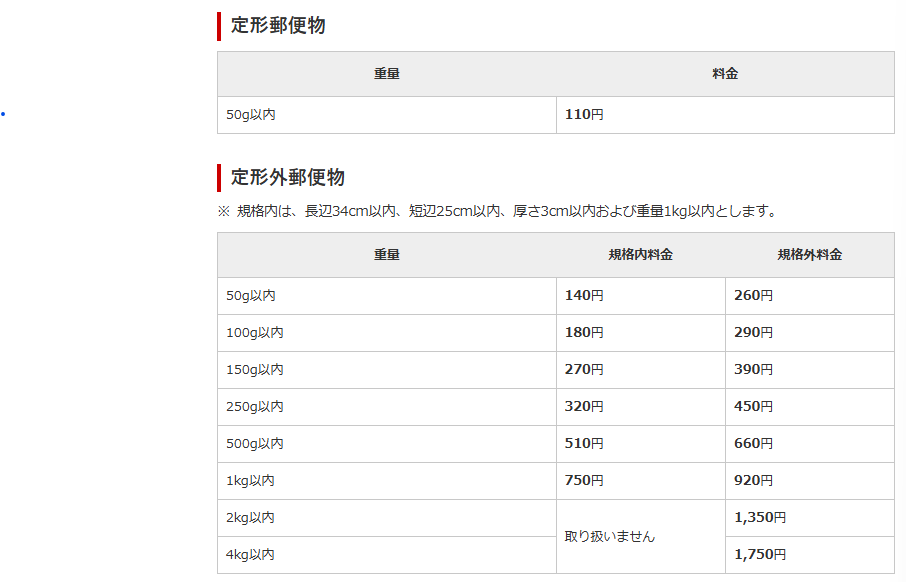 定形郵便物
重量 料金
50g以内 110円
定形外郵便物
※ 規格内は、長辺34cm以内、短辺25cm以内、厚さ3cm以内および重量1kg以内とします。
重量 規格内料金 規格外料金
50g以内 140円 260円
100g以内 180円 290円
150g以内 270円 390円
250g以内 320円 450円
500g以内 510円 660円
1kg以内 750円 920円
2kg以内 取り扱いません 1,350円
4kg以内 1,750円